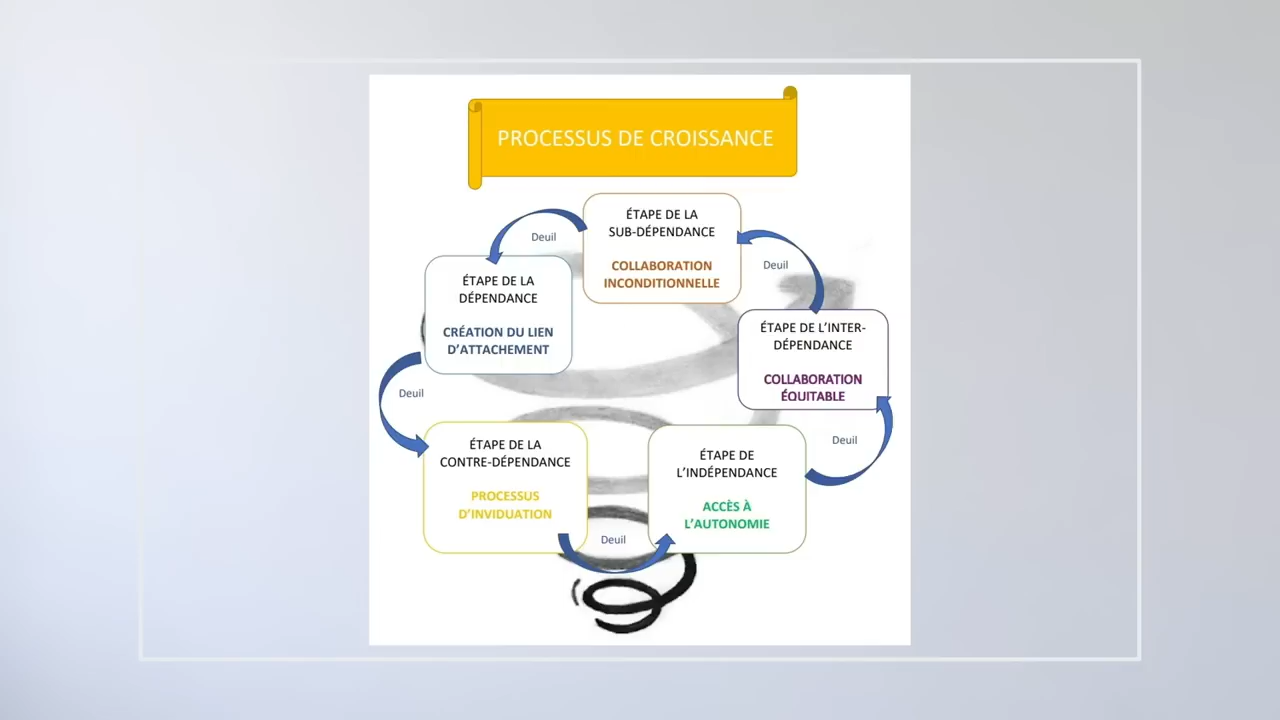 PROCESSUS DE CROISSANCE
ÉTAPE DE LA
SUB-DÉPENDANCE
COLLABORATION
INCONDITIONNELLE
Deuil
ÉTAPE DE LA
DÉPENDANCE
CRÉATION DU LIEN
D'ATTACHEMENT
Deuil
ÉTAPE DE LA
CONTRE-DÉPENDANCE
PROCESSUS
D'INVIDUATION
Deuil
ÉTAPE DE
L'INDÉPENDANCE
ACCÈS À
L'AUTONOMIE
Deuil
ÉTAPE DE L'INTER-
DÉPENDANCE
COLLABORATION
ÉQUITABLE
Deuil